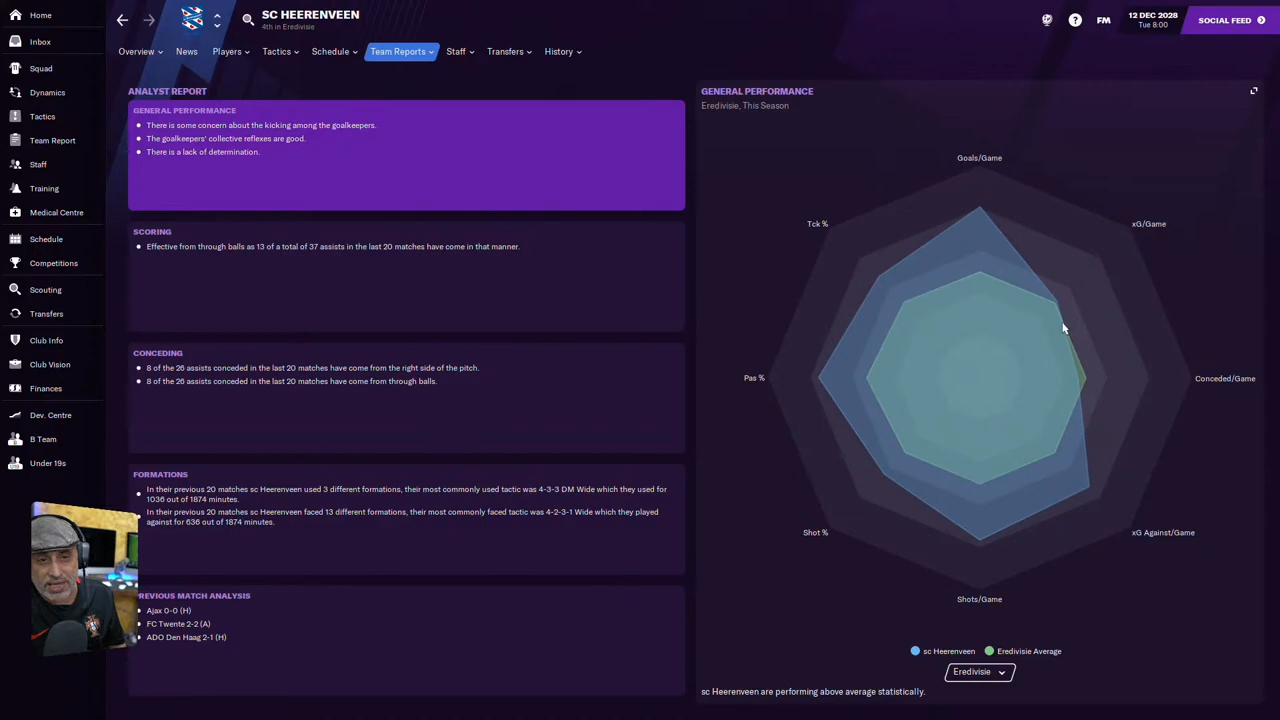 SC HEERENVEEN
4th in Eredivisie
FM
12 DEC 2028
Tue 8:00
SOCIAL FEED
Overview
News
Players
Tactics
Schedule
Team Reports
Staff
Transfers
History
Home
Inbox
Squad
Dynamics
Tactics
Team Report
Staff
Training
Medical Centre
Schedule
Competitions
Scouting
Transfers
Club Info
Club Vision
Finances
Dev. Centre
B Team
Under 19s
ANALYST REPORT
GENERAL PERFORMANCE
There is some concern about the kicking among the goalkeepers.
The goalkeepers' collective reflexes are good.
There is a lack of determination.
SCORING
Effective from through balls as 13 of a total of 37 assists in the last 20 matches have come in that manner.
CONCEDING
8 of the 26 assists conceded in the last 20 matches have come from the right side of the pitch.
8 of the 26 assists conceded in the last 20 matches have come from through balls.
FORMATIONS
In their previous 20 matches sc Heerenveen used 3 different formations, their most commonly used tactic was 4-3-3 DM Wide which they used for
1036 out of 1874 minutes.
In their previous 20 matches sc Heerenveen faced 13 different formations, their most commonly faced tactic was 4-2-3-1 Wide which they played
against for 636 out of 1874 minutes.
PREVIOUS MATCH ANALYSIS
Ajax 0-0 (H)
FC Twente 2-2 (A)
ADO Den Haag 2-1 (H)
GENERAL PERFORMANCE
Eredivisie, This Season
Goals/Game
Tck %
xG/Game
Pas %
Conceded/Game
Shot %
xG Against/Game
Shots/Game
sc Heerenveen
Eredivisie Average
Eredivisie
sc Heerenveen are performing above average statistically.